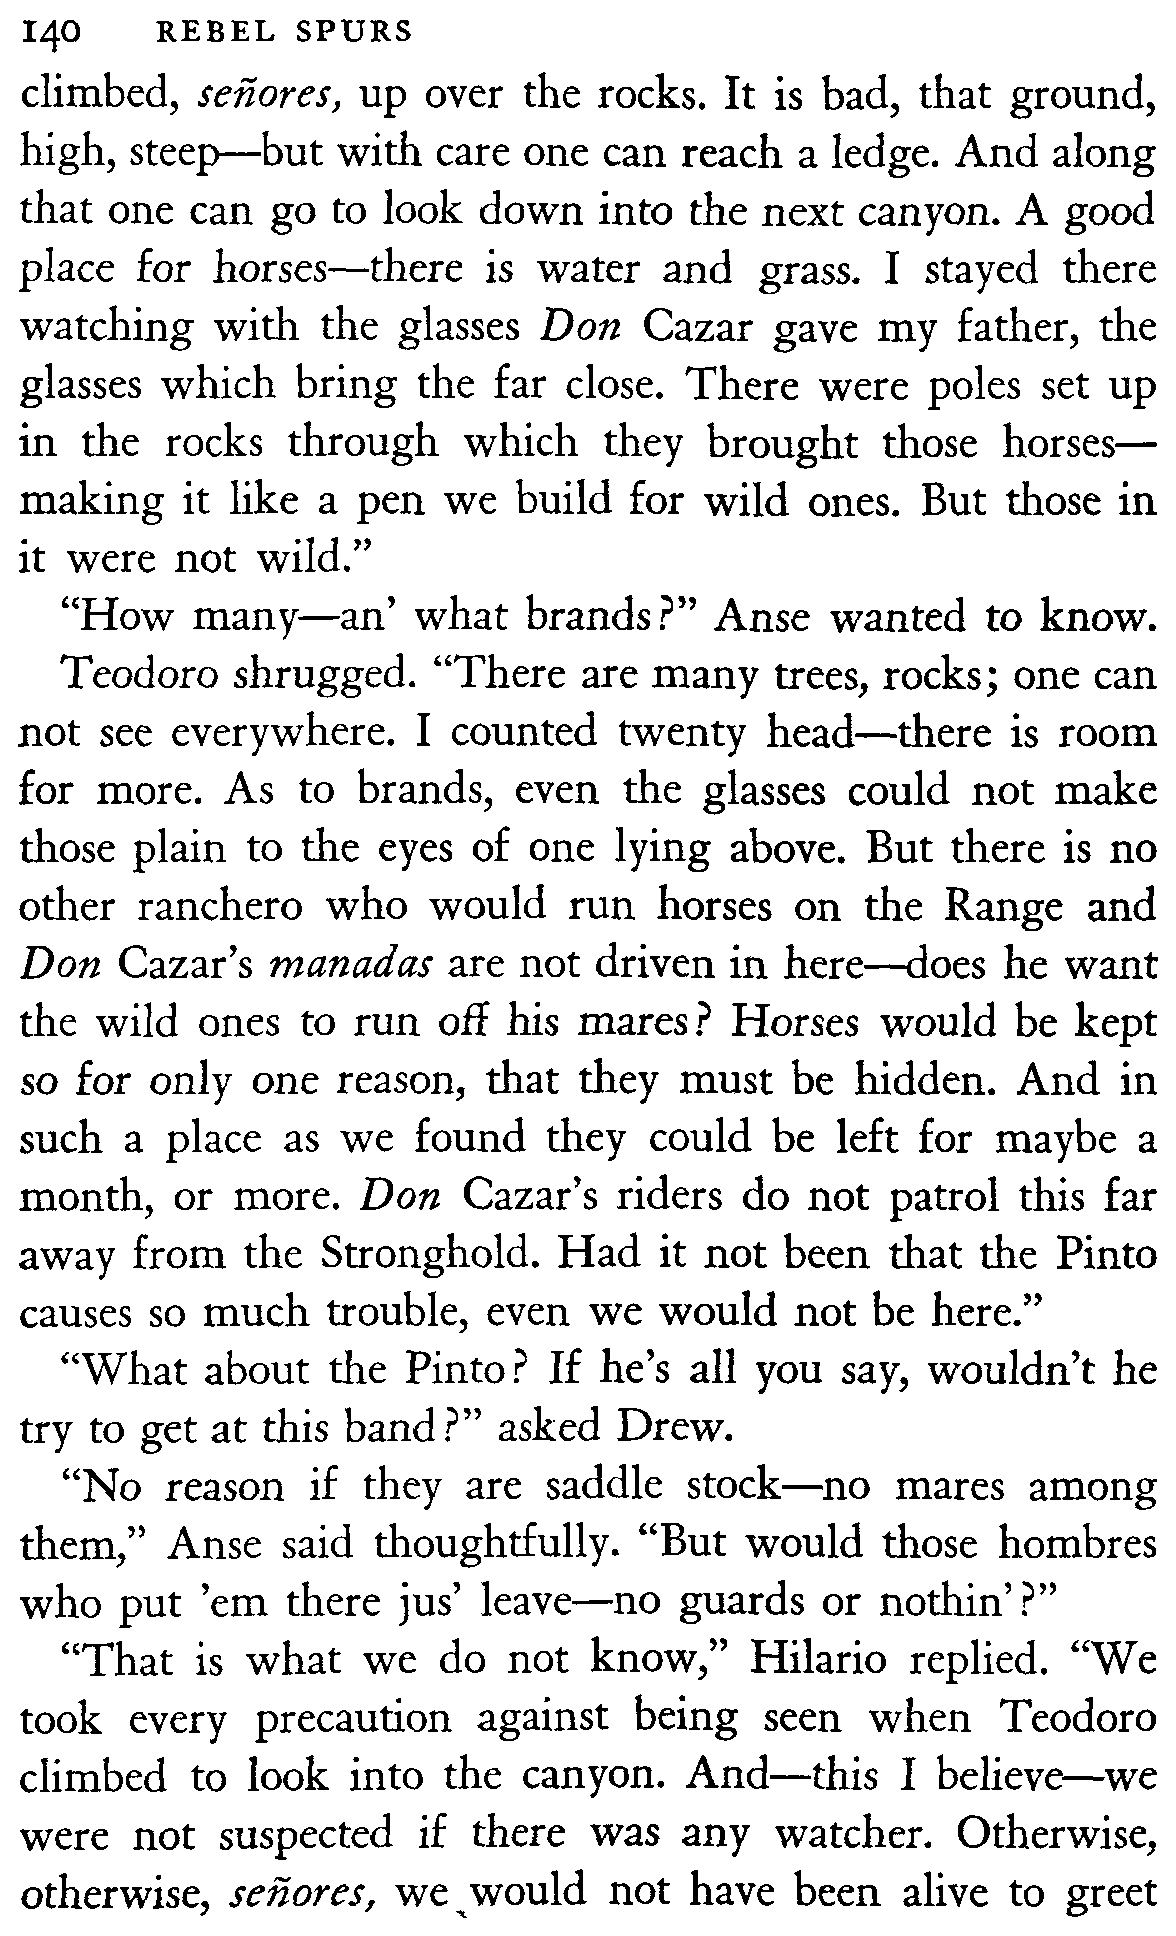 140 REBEL SPURS
climbed, señores, up over the rocks. It is bad, that ground,
high, steep—but with care one can reach a ledge. And along
that one can go to look down into the next canyon. A good
place for horses—there is water and grass. I stayed there
watching with the glasses Don Cazar gave my father, the
glasses which bring the far close. There were poles set up
in the rocks through which they brought those horses—
making it like a pen we build for wild ones. But those in
it were not wild.”
“How many—an’ what brands?” Anse wanted to know.
Teodoro shrugged. “There are many trees, rocks; one can
not see everywhere. I counted twenty head—there is room
for more. As to brands, even the glasses could not make
those plain to the eyes of one lying above. But there is no
other ranchero who would run horses on the Range and
Don Cazar’s manadas are not driven in here—does he want
the wild ones to run off his mares? Horses would be kept
so for only one reason, that they must be hidden. And in
such a place as we found they could be left for maybe a
month, or more. Don Cazar’s riders do not patrol this far
away from the Stronghold. Had it not been that the Pinto
causes so much trouble, even we would not be here.”
“What about the Pinto? If he’s all you say, wouldn’t he
try to get at this band?” asked Drew.
“No reason if they are saddle stock—no mares among
them,” Anse said thoughtfully. “But would those hombres
who put ’em there jus’ leave—no guards or nothin’?”
“That is what we do not know,” Hilario replied. “We
took every precaution against being seen when Teodoro
climbed to look into the canyon. And—this I believe—we
were not suspected if there was any watcher. Otherwise,
otherwise, señores, we would not have been alive to greet